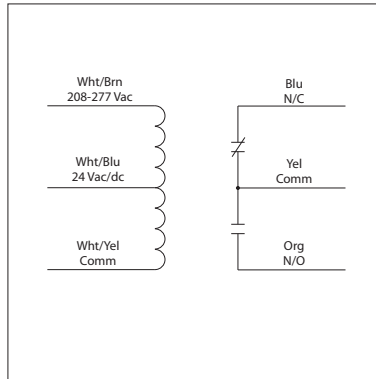 Wht/Brn
208-277 Vac
Wht/Blu
24 Vac/dc
Wht/Yel
Comm
Blu
N/C
Yel
Comm
Org
N/O